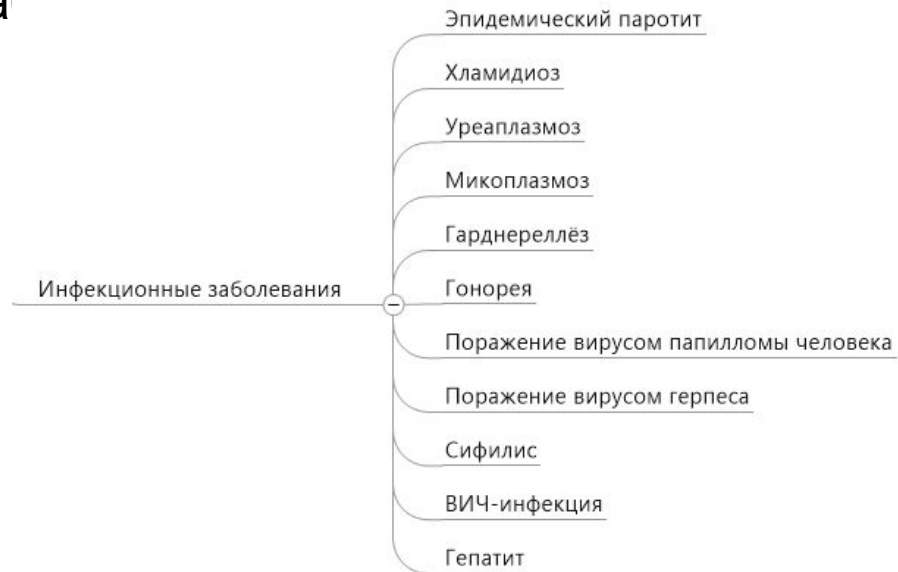 а
Эпидемический паротит
Хламидиоз
Уреаплазмоз
Микоплазмоз
Гарднереллёз
Инфекционные заболевания
Гонорея
Поражение вирусом папилломы человека
Поражение вирусом герпеса
Сифилис
ВИЧ-инфекция
Гепатит